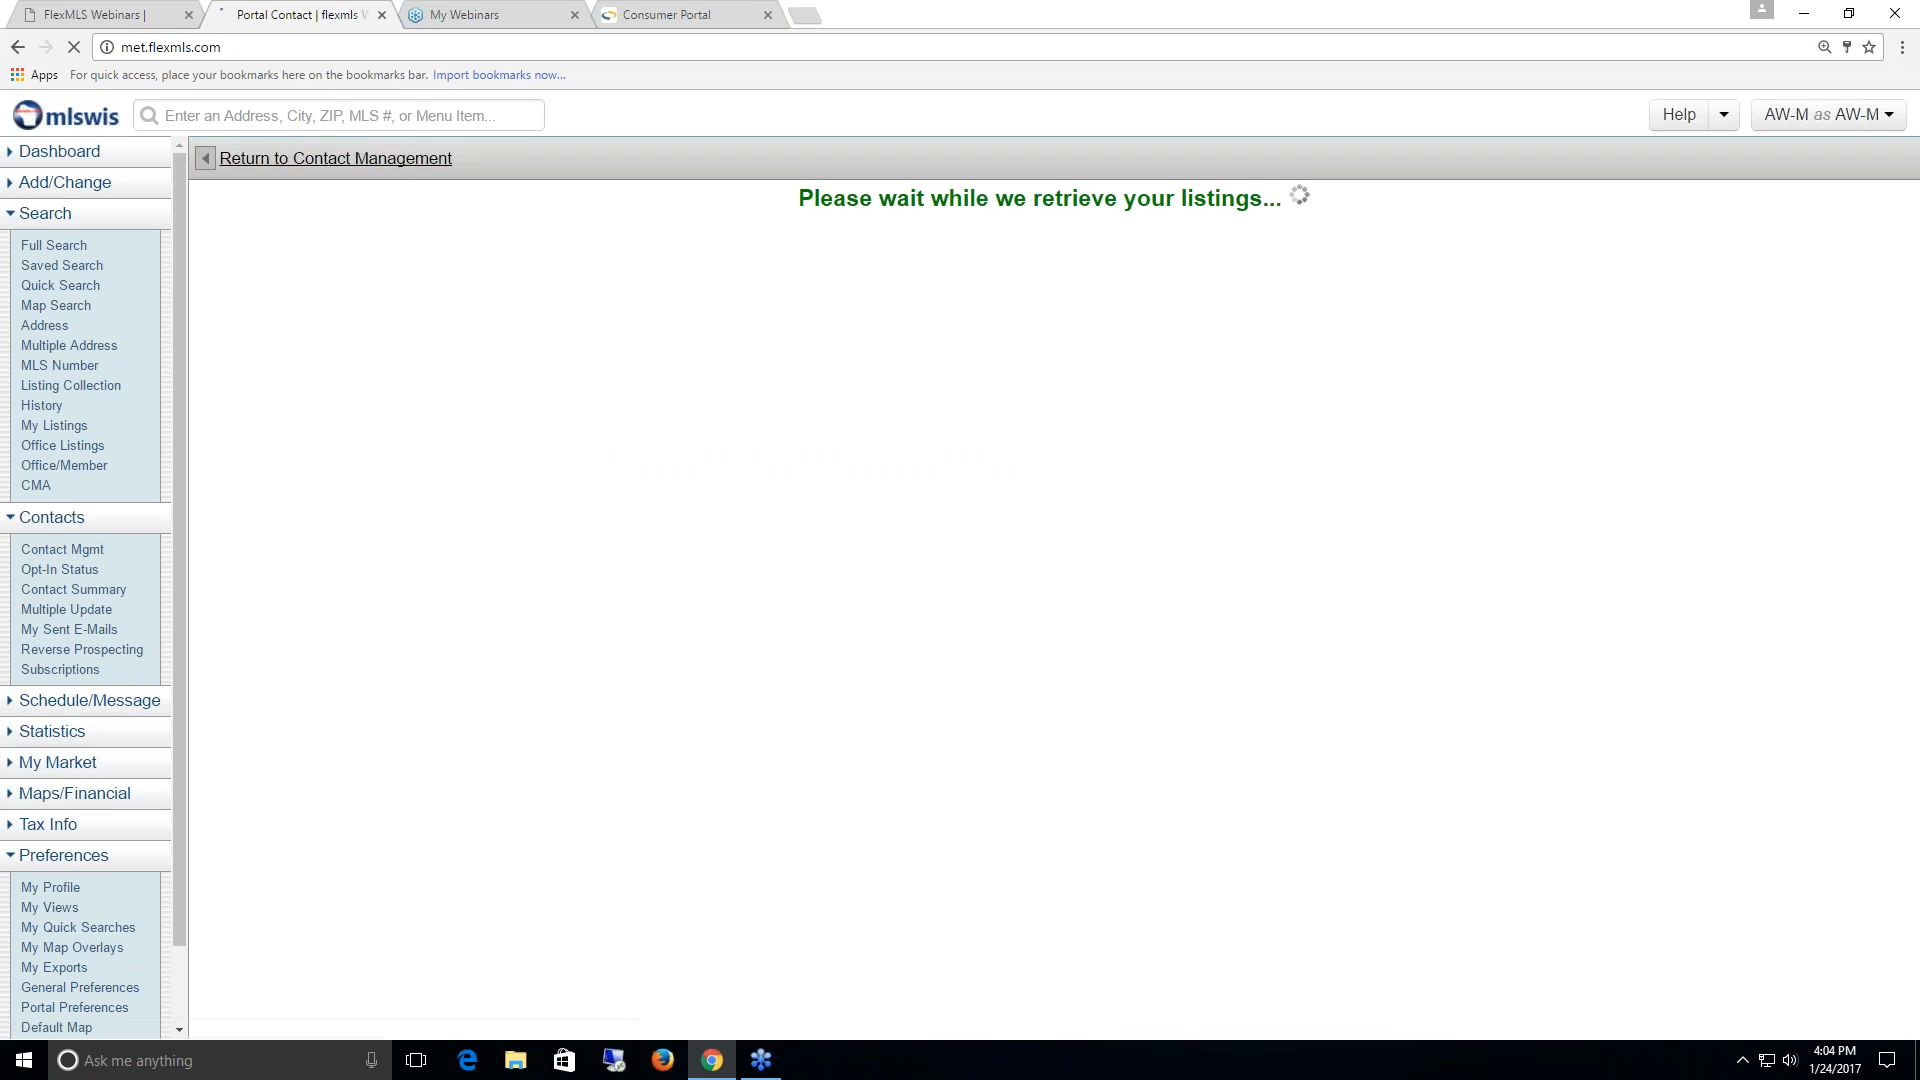 FlexMLS Webinars |
Portal Contact | flexmls W
My Webinars
Consumer Portal
met.flexmls.com
Apps
For quick access, place your bookmarks here on the bookmarks bar. Import bookmarks now...
mlswis
Enter an Address, City, ZIP, MLS #, or Menu Item...
Help
AW-M as AW-M
Dashboard
Add/Change
Search
Full Search
Saved Search
Quick Search
Map Search
Address
Multiple Address
MLS Number
Listing Collection
History
My Listings
Office Listings
Office/Member
CMA
Contacts
Contact Mgmt
Opt-In Status
Contact Summary
Multiple Update
My Sent E-Mails
Reverse Prospecting
Subscriptions
Schedule/Message
Statistics
My Market
Maps/Financial
Tax Info
Preferences
My Profile
My Views
My Quick Searches
My Map Overlays
My Exports
General Preferences
Portal Preferences
Default Map
Return to Contact Management
Please wait while we retrieve your listings...
Ask me anything
4:04 PM
1/24/2017